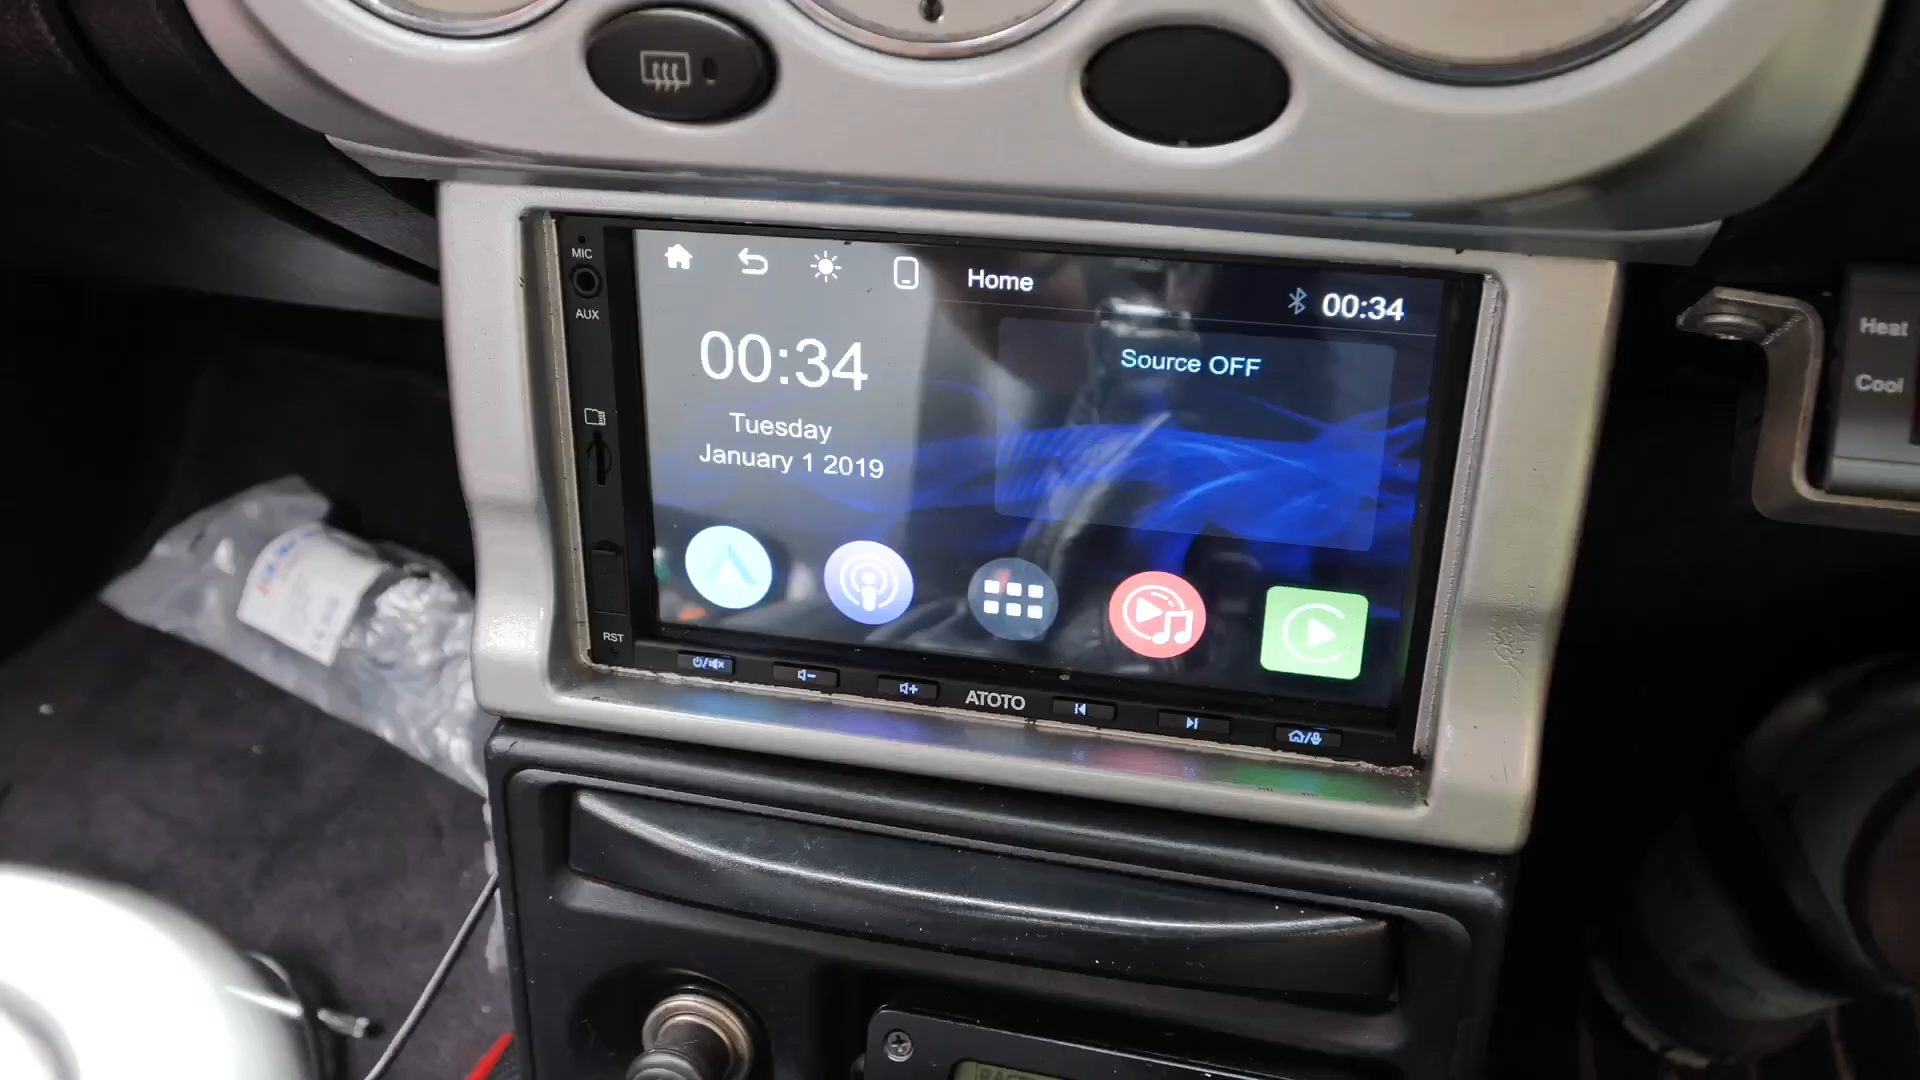 MIC
AUX
RST
Home
00:34
00:34
Tuesday
January 1 2019
Source OFF
ATOTO
Heat
Cool